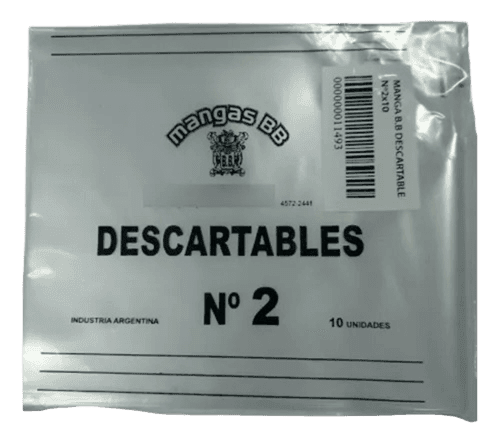 mangas BB
4572-2441
DESCARTABLES
Nº 2
INDUSTRIA ARGENTINA
10 UNIDADES
MANGA B.B DESCARTABLE
Nº2x10
0000000011493